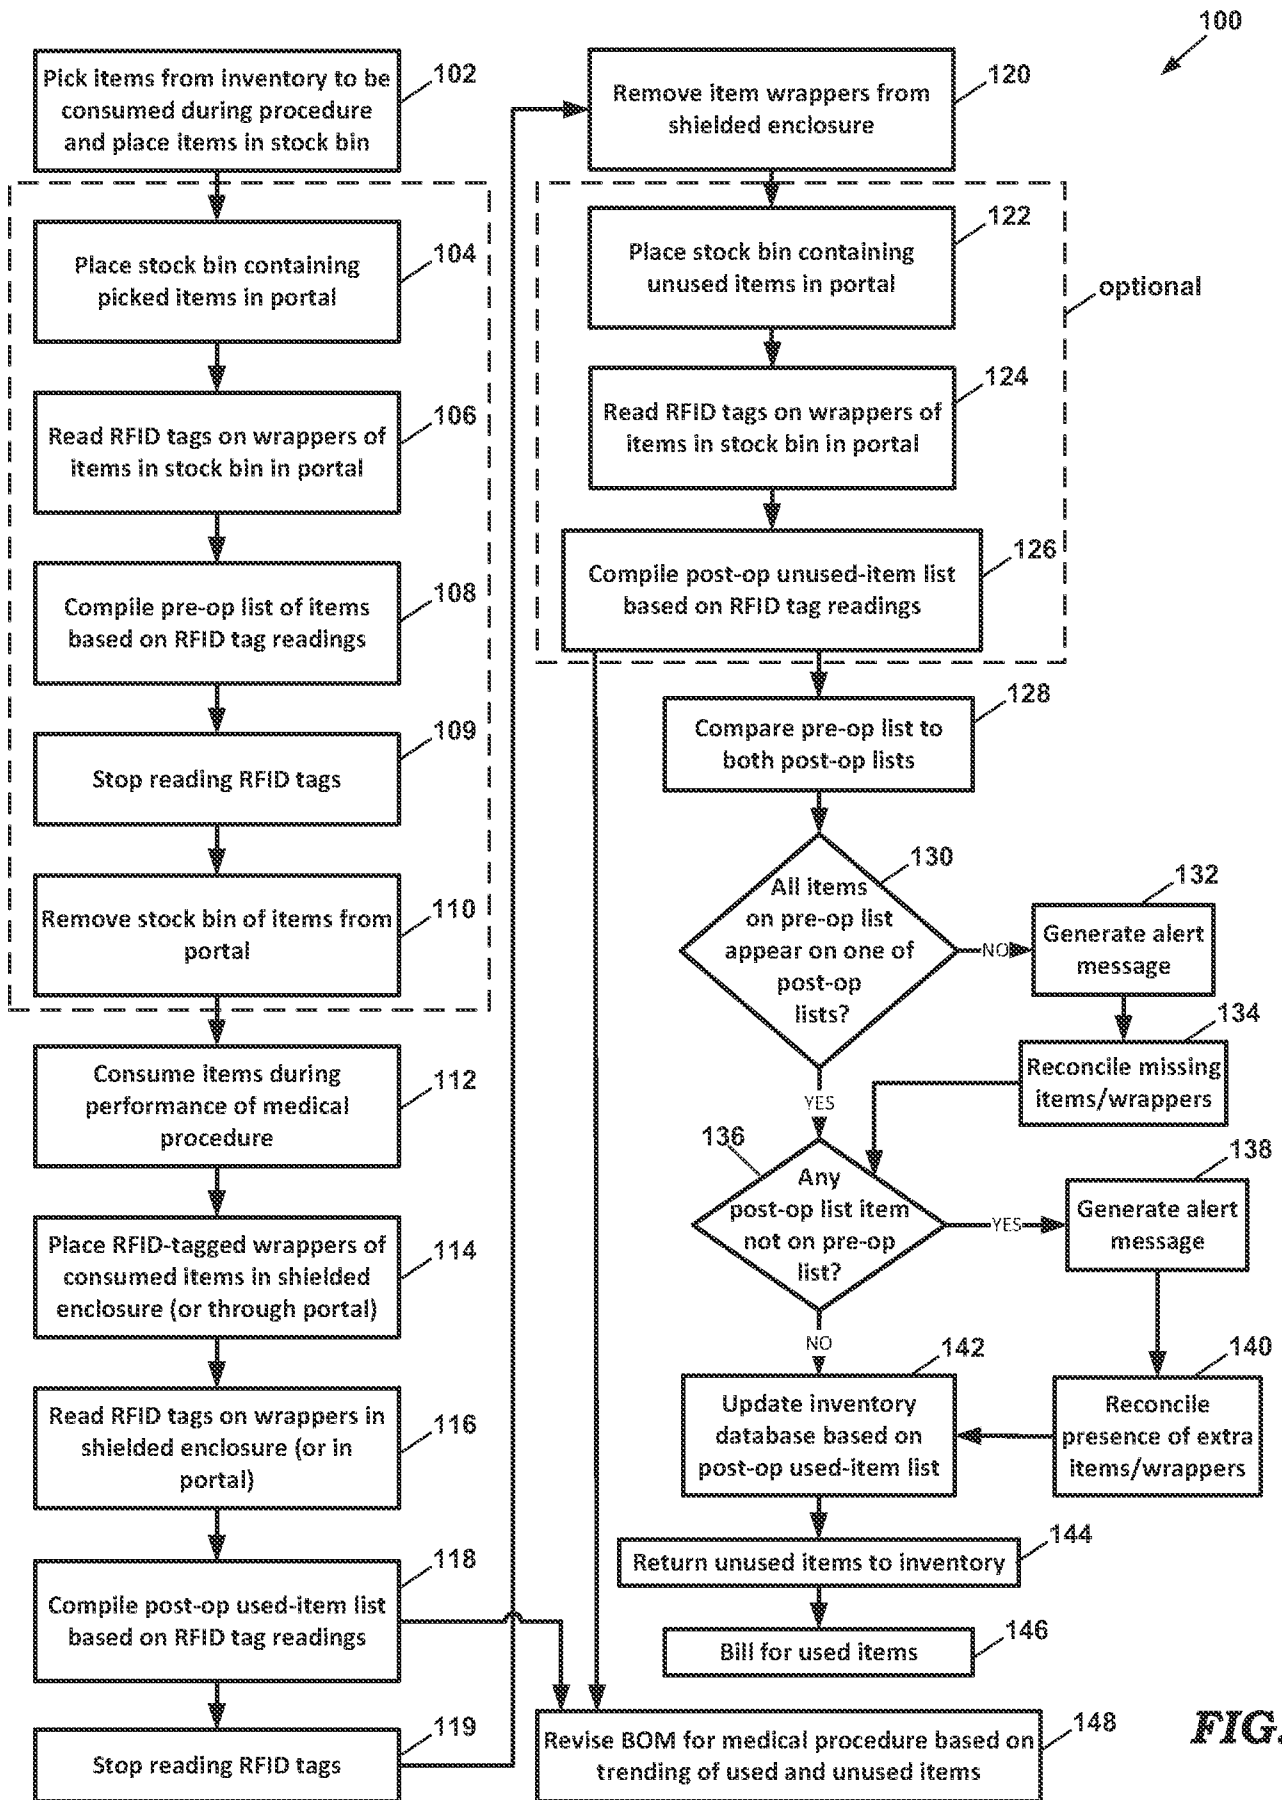 100
Pick items from inventory to be
consumed during procedure
and place items in stock bin
102
Place stock bin containing
picked items in portal
104
Read RFID tags on wrappers of
items in stock bin in portal
106
Compile pre-op list of items
based on RFID tag readings
108
Stop reading RFID tags
109
Remove stock bin of items from
portal
110
Consume items during
performance of medical
procedure
112
Place RFID-tagged wrappers of
consumed items in shielded
enclosure (or through portal)
114
Read RFID tags on wrappers in
shielded enclosure (or in
portal)
116
Compile post-op used-item list
based on RFID tag readings
118
Stop reading RFID tags
119
Remove item wrappers from
shielded enclosure
120
Place stock bin containing
unused items in portal
122
optional
Read RFID tags on wrappers of
items in stock bin in portal
124
Compile post-op unused-item list
based on RFID tag readings
126
Compare pre-op list to
both post-op lists
128
All items
on pre-op list
appear on one of
post-op
lists?
130
NO
Generate alert
message
132
Reconcile missing
items/wrappers
134
YES
Any
post-op list item
not on pre-op
list?
136
YES
Generate alert
message
138
Reconcile
presence of extra
items/wrappers
140
NO
Update inventory
database based on
post-op used-item list
142
Return unused items to inventory
144
Bill for used items
146
Revise BOM for medical procedure based on
trending of used and unused items
148
FIG.